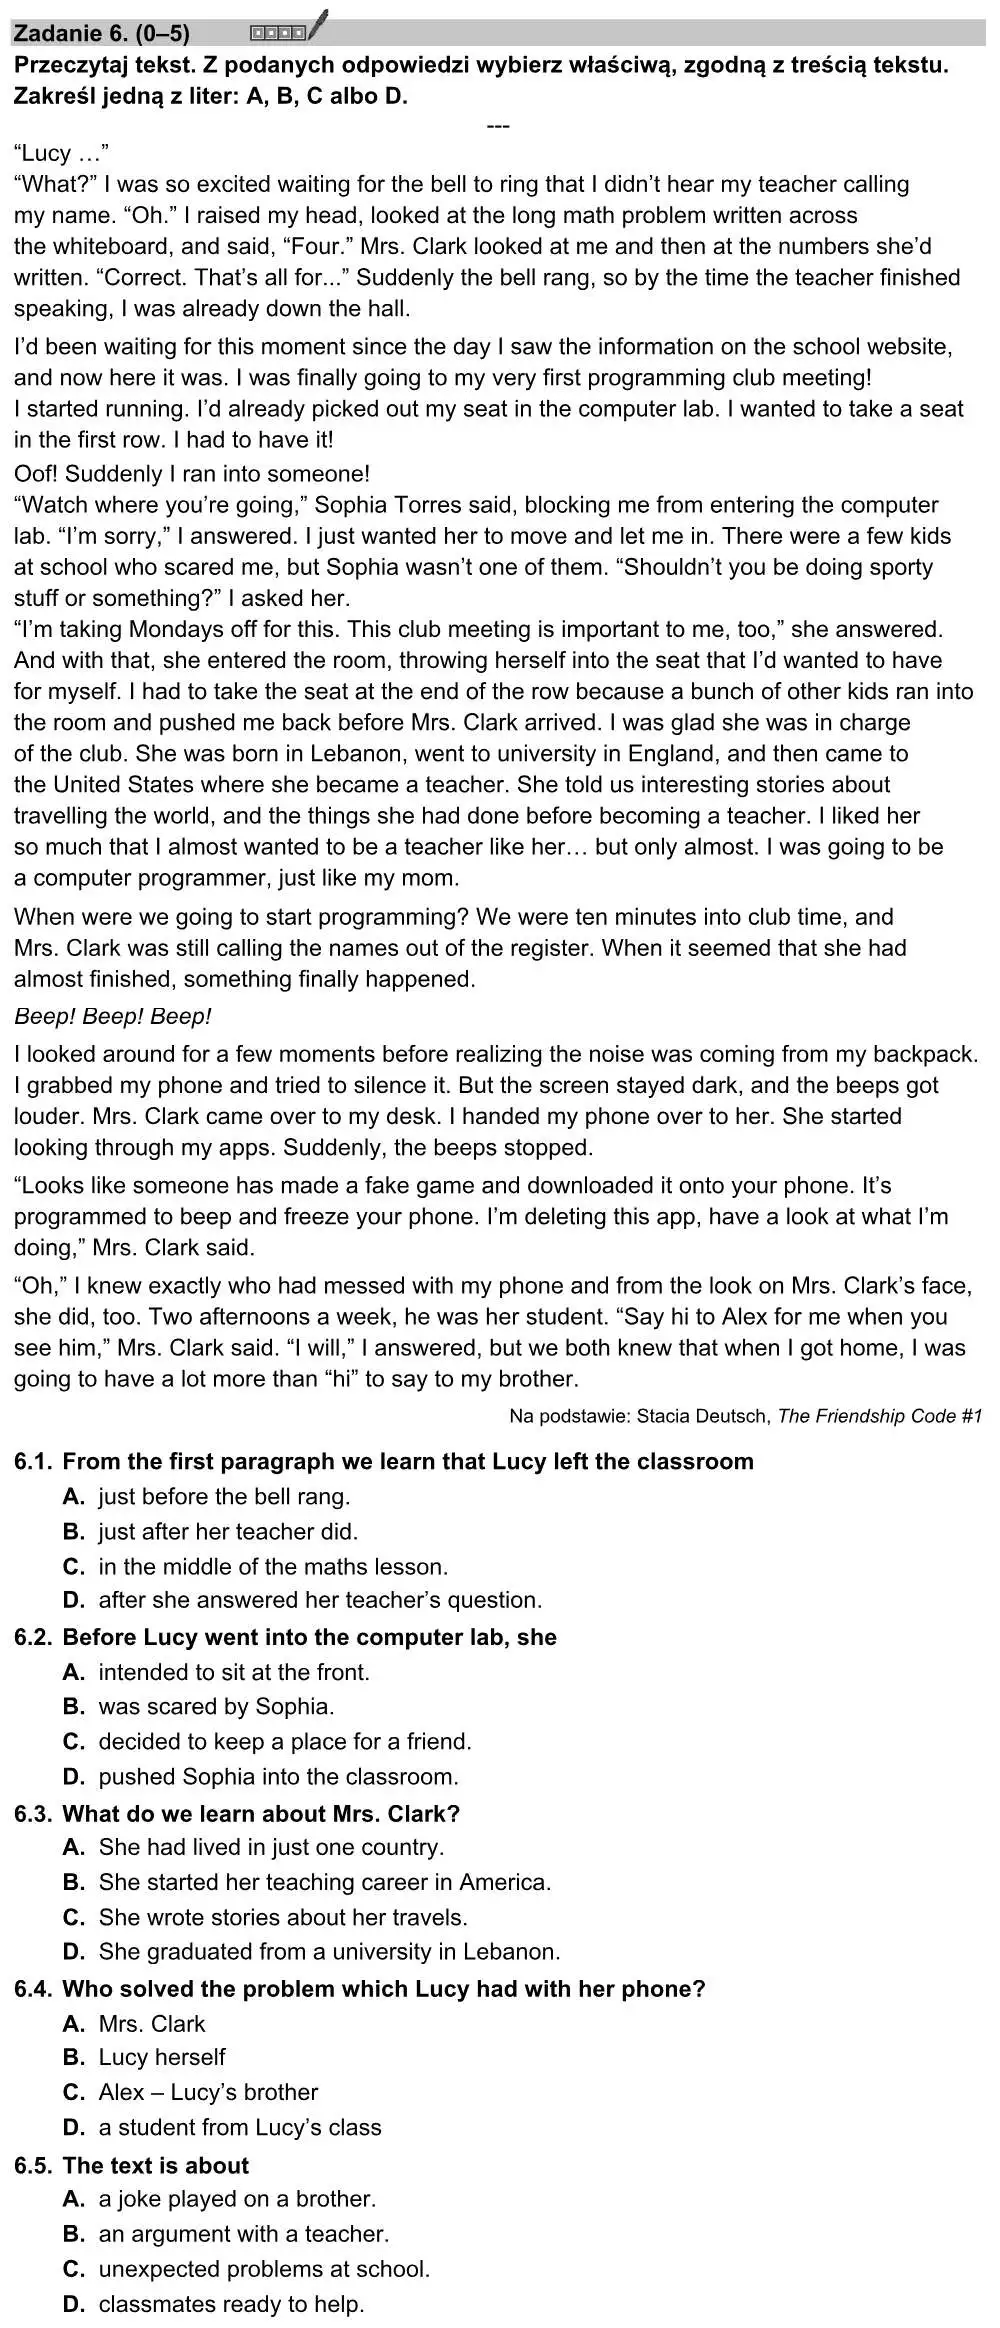 Zadanie 6. (0–5)
Przeczytaj tekst. Z podanych odpowiedzi wybierz właściwą, zgodną z treścią tekstu.
Zakreśl jedną z liter: A, B, C albo D.
---
“Lucy …”
“What?” I was so excited waiting for the bell to ring that I didn’t hear my teacher calling
my name. “Oh.” I raised my head, looked at the long math problem written across
the whiteboard, and said, “Four.” Mrs. Clark looked at me and then at the numbers she’d
written. “Correct. That’s all for...” Suddenly the bell rang, so by the time the teacher finished
speaking, I was already down the hall.
I’d been waiting for this moment since the day I saw the information on the school website,
and now here it was. I was finally going to my very first programming club meeting!
I started running. I’d already picked out my seat in the computer lab. I wanted to take a seat
in the first row. I had to have it!
Oof! Suddenly I ran into someone!
“Watch where you’re going,” Sophia Torres said, blocking me from entering the computer
lab. “I’m sorry,” I answered. I just wanted her to move and let me in. There were a few kids
at school who scared me, but Sophia wasn’t one of them. “Shouldn’t you be doing sporty
stuff or something?” I asked her.
“I’m taking Mondays off for this. This club meeting is important to me, too,” she answered.
And with that, she entered the room, throwing herself into the seat that I’d wanted to have
for myself. I had to take the seat at the end of the row because a bunch of other kids ran into
the room and pushed me back before Mrs. Clark arrived. I was glad she was in charge
of the club. She was born in Lebanon, went to university in England, and then came to
the United States where she became a teacher. She told us interesting stories about
travelling the world, and the things she had done before becoming a teacher. I liked her
so much that I almost wanted to be a teacher like her… but only almost. I was going to be
a computer programmer, just like my mom.
When were we going to start programming? We were ten minutes into club time, and
Mrs. Clark was still calling the names out of the register. When it seemed that she had
almost finished, something finally happened.
Beep! Beep! Beep!
I looked around for a few moments before realizing the noise was coming from my backpack.
I grabbed my phone and tried to silence it. But the screen stayed dark, and the beeps got
louder. Mrs. Clark came over to my desk. I handed my phone over to her. She started
looking through my apps. Suddenly, the beeps stopped.
“Looks like someone has made a fake game and downloaded it onto your phone. It’s
programmed to beep and freeze your phone. I’m deleting this app, have a look at what I’m
doing,” Mrs. Clark said.
“Oh,” I knew exactly who had messed with my phone and from the look on Mrs. Clark’s face,
she did, too. Two afternoons a week, he was her student. “Say hi to Alex for me when you
see him,” Mrs. Clark said. “I will,” I answered, but we both knew that when I got home, I was
going to have a lot more than “hi” to say to my brother.
Na podstawie: Stacia Deutsch, The Friendship Code #1
6.1. From the first paragraph we learn that Lucy left the classroom
A. just before the bell rang.
B. just after her teacher did.
C. in the middle of the maths lesson.
D. after she answered her teacher’s question.
6.2. Before Lucy went into the computer lab, she
A. intended to sit at the front.
B. was scared by Sophia.
C. decided to keep a place for a friend.
D. pushed Sophia into the classroom.
6.3. What do we learn about Mrs. Clark?
A. She had lived in just one country.
B. She started her teaching career in America.
C. She wrote stories about her travels.
D. She graduated from a university in Lebanon.
6.4. Who solved the problem which Lucy had with her phone?
A. Mrs. Clark
B. Lucy herself
C. Alex – Lucy’s brother
D. a student from Lucy’s class
6.5. The text is about
A. a joke played on a brother.
B. an argument with a teacher.
C. unexpected problems at school.
D. classmates ready to help.